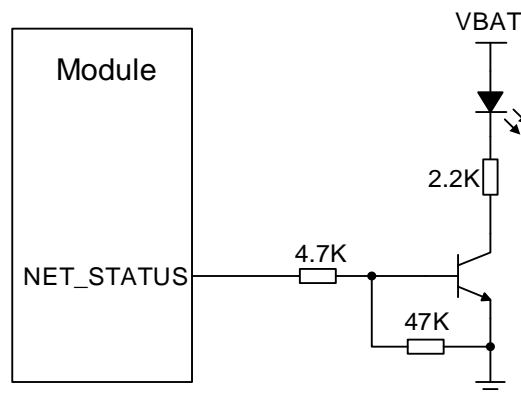 VBAT
Module
2.2K
4.7K
NET_STATUS
47K